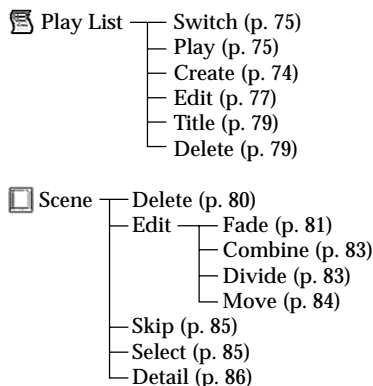 Play List Switch (p. 75)
Play (p. 75)
Create (p. 74)
Edit (p. 77)
Title (p. 79)
Delete (p. 79)
Scene Delete (p. 80)
Edit Fade (p. 81)
Combine (p. 83)
Divide (p. 83)
Move (p. 84)
Skip (p. 85)
Select (p. 85)
Detail (p. 86)